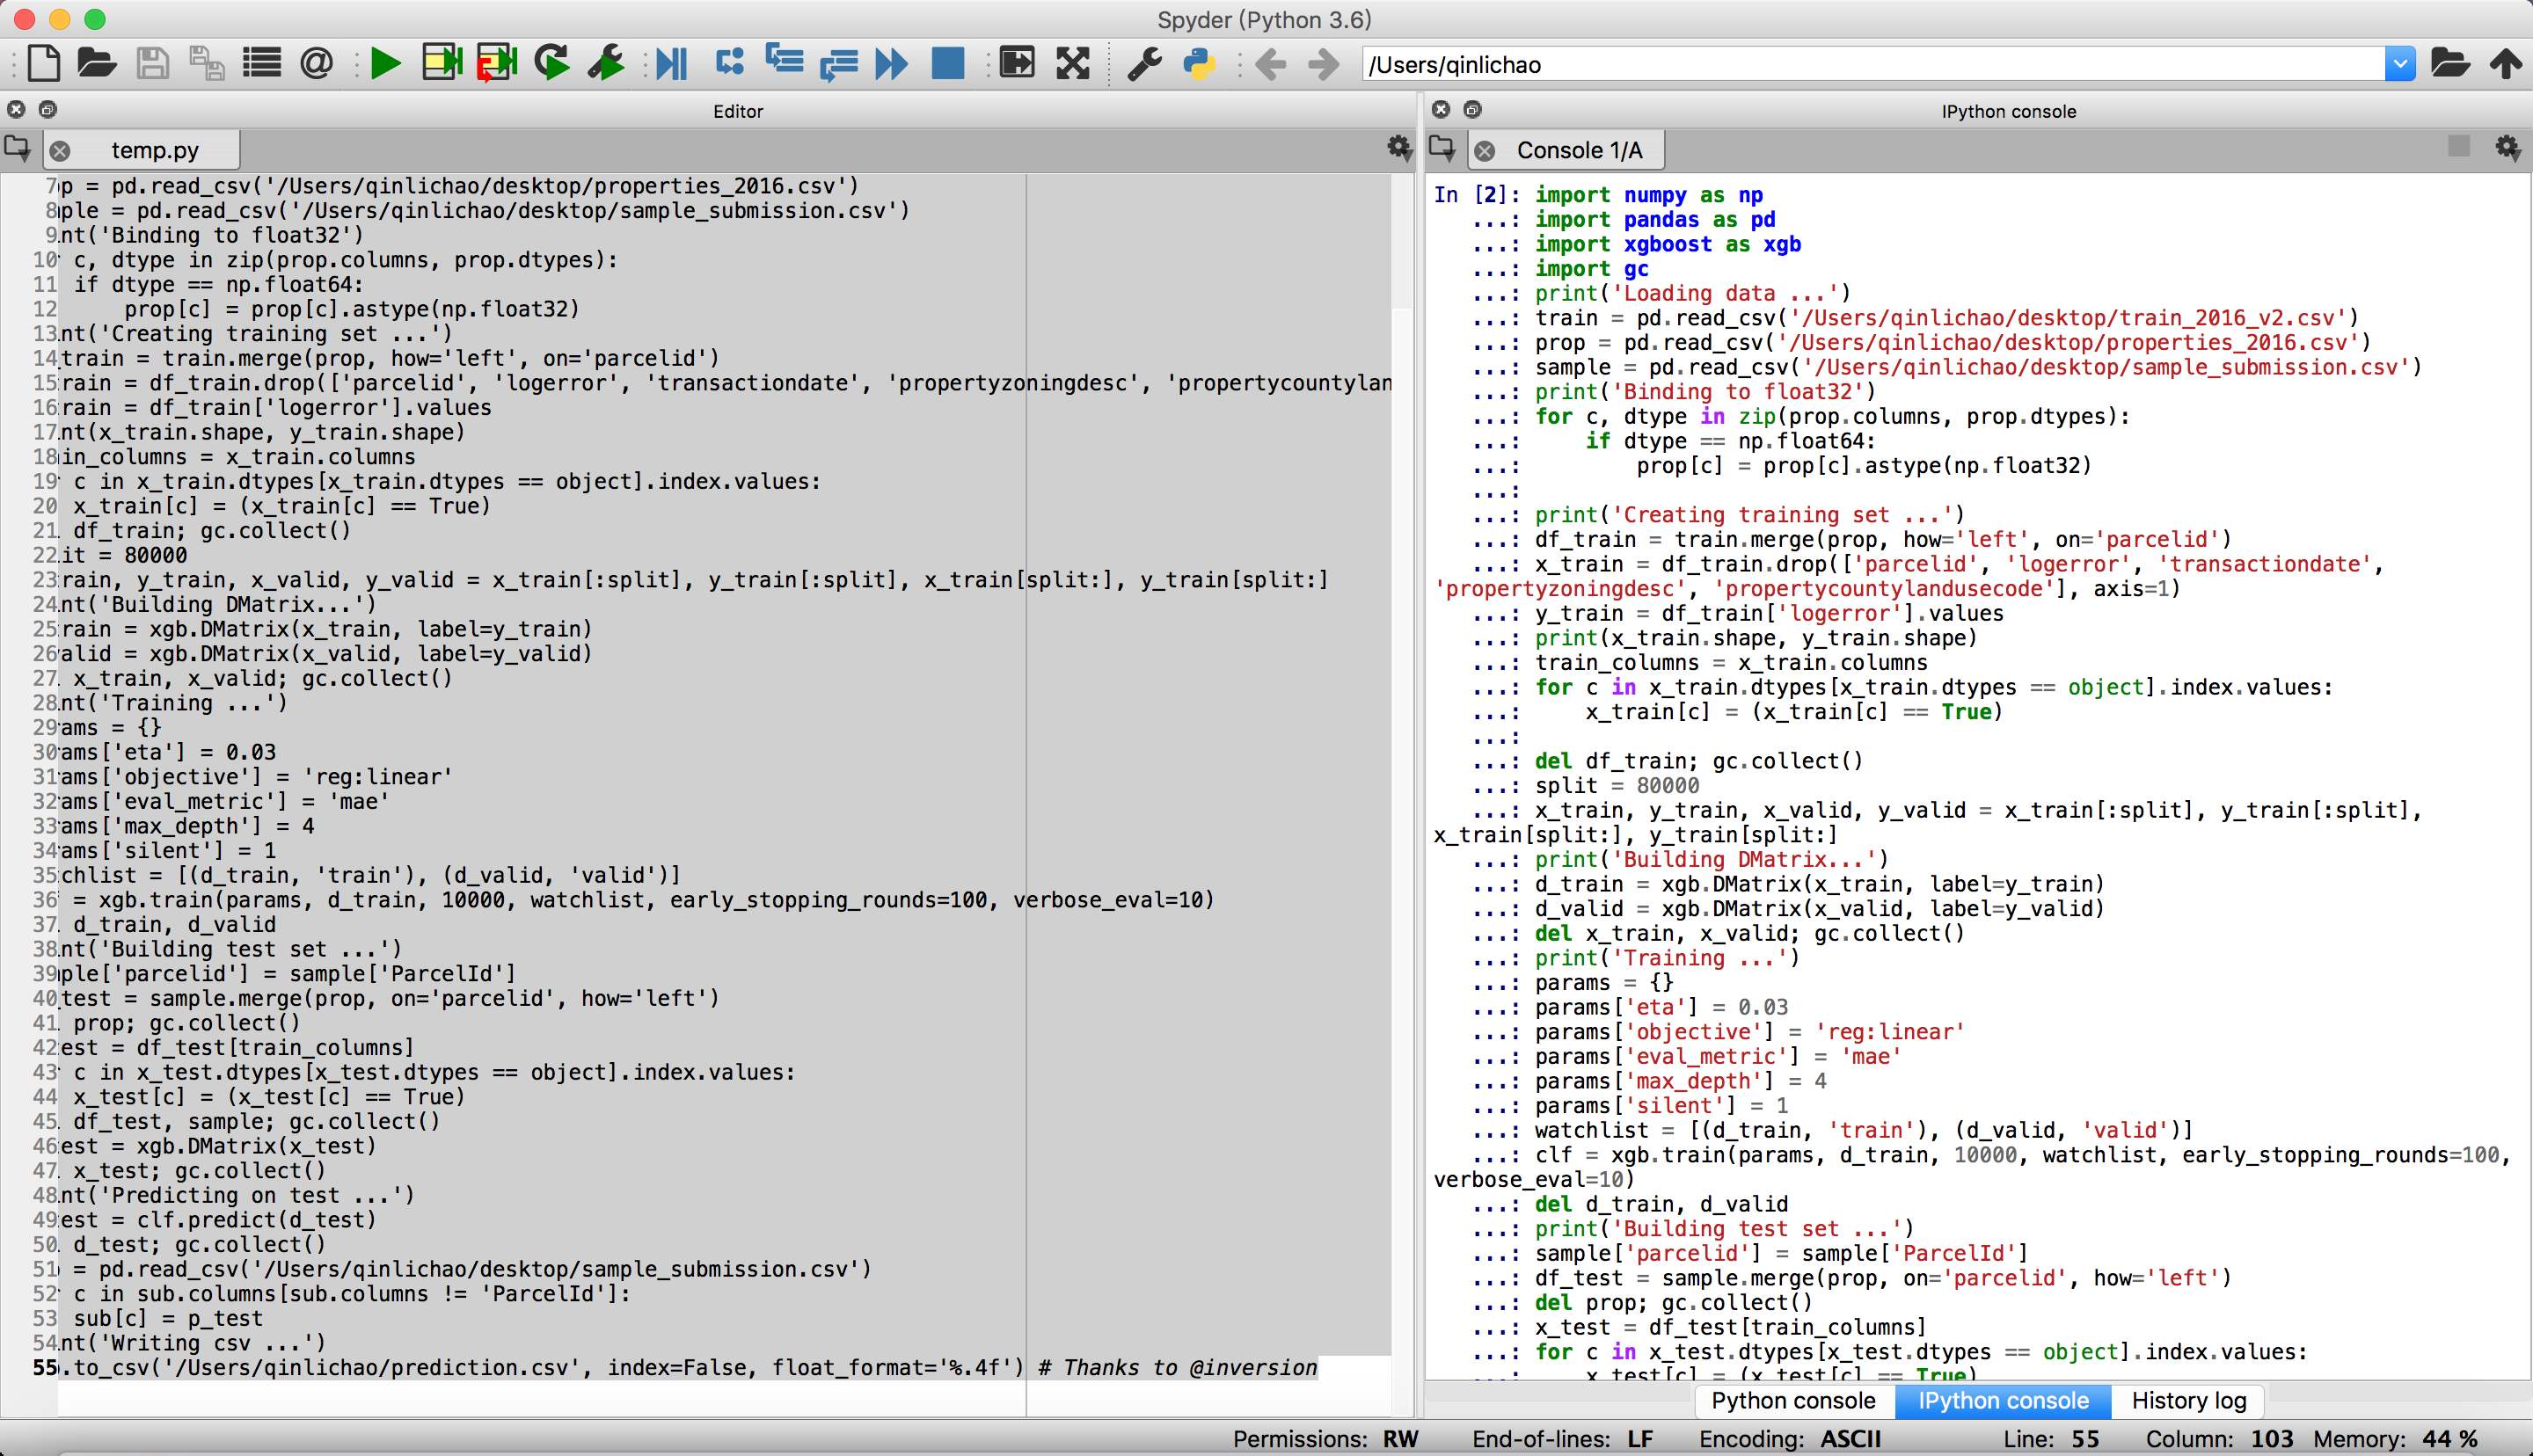 Spyder (Python 3.6)
/Users/qinlichao
Editor
temp.py
7 p = pd.read_csv('/Users/qinlichao/desktop/properties_2016.csv')
8 ple = pd.read_csv('/Users/qinlichao/desktop/sample_submission.csv')
9 nt('Binding to float32')
10 c, dtype in zip(prop.columns, prop.dtypes):
11 if dtype == np.float64:
12 prop[c] = prop[c].astype(np.float32)
13 nt('Creating training set ...')
14 train = train.merge(prop, how='left', on='parcelid')
15 rain = df_train.drop(['parcelid', 'logerror', 'transactiondate', 'propertyzoningdesc', 'propertycountylan
16 rain = df_train['logerror'].values
17 nt(x_train.shape, y_train.shape)
18 in_columns = x_train.columns
19 c in x_train.dtypes[x_train.dtypes == object].index.values:
20 x_train[c] = (x_train[c] == True)
21 df_train; gc.collect()
22 it = 80000
23 rain, y_train, x_valid, y_valid = x_train[:split], y_train[:split], x_train[split:], y_train[split:]
24 nt('Building DMatrix...')
25 rain = xgb.DMatrix(x_train, label=y_train)
26 alid = xgb.DMatrix(x_valid, label=y_valid)
27 x_train, x_valid; gc.collect()
28 nt('Training ...')
29 ams = {}
30 ams['eta'] = 0.03
31 ams['objective'] = 'reg:linear'
32 ams['eval_metric'] = 'mae'
33 ams['max_depth'] = 4
34 ams['silent'] = 1
35 chlist = [(d_train, 'train'), (d_valid, 'valid')]
36 = xgb.train(params, d_train, 10000, watchlist, early_stopping_rounds=100, verbose_eval=10)
37 d_train, d_valid
38 nt('Building test set ...')
39 ple['parcelid'] = sample['ParcelId']
40 test = sample.merge(prop, on='parcelid', how='left')
41 prop; gc.collect()
42 est = df_test[train_columns]
43 c in x_test.dtypes[x_test.dtypes == object].index.values:
44 x_test[c] = (x_test[c] == True)
45 df_test, sample; gc.collect()
46 est = xgb.DMatrix(x_test)
47 x_test; gc.collect()
48 nt('Predicting on test ...')
49 est = clf.predict(d_test)
50 d_test; gc.collect()
51 = pd.read_csv('/Users/qinlichao/desktop/sample_submission.csv')
52 c in sub.columns[sub.columns != 'ParcelId']:
53 sub[c] = p_test
54 nt('Writing csv ...')
55 .to_csv('/Users/qinlichao/prediction.csv', index=False, float_format='%.4f') # Thanks to @inversion
IPython console
Console 1/A
In [2]: import numpy as np
...: import pandas as pd
...: import xgboost as xgb
...: import gc
...: print('Loading data ...')
...: train = pd.read_csv('/Users/qinlichao/desktop/train_2016_v2.csv')
...: prop = pd.read_csv('/Users/qinlichao/desktop/properties_2016.csv')
...: sample = pd.read_csv('/Users/qinlichao/desktop/sample_submission.csv')
...: print('Binding to float32')
...: for c, dtype in zip(prop.columns, prop.dtypes):
...: if dtype == np.float64:
...: prop[c] = prop[c].astype(np.float32)
...:
...: print('Creating training set ...')
...: df_train = train.merge(prop, how='left', on='parcelid')
...: x_train = df_train.drop(['parcelid', 'logerror', 'transactiondate',
'propertyzoningdesc', 'propertycountylandusecode'], axis=1)
...: y_train = df_train['logerror'].values
...: print(x_train.shape, y_train.shape)
...: train_columns = x_train.columns
...: for c in x_train.dtypes[x_train.dtypes == object].index.values:
...: x_train[c] = (x_train[c] == True)
...:
...: del df_train; gc.collect()
...: split = 80000
...: x_train, y_train, x_valid, y_valid = x_train[:split], y_train[:split],
x_train[split:], y_train[split:]
...: print('Building DMatrix...')
...: d_train = xgb.DMatrix(x_train, label=y_train)
...: d_valid = xgb.DMatrix(x_valid, label=y_valid)
...: del x_train, x_valid; gc.collect()
...: print('Training ...')
...: params = {}
...: params['eta'] = 0.03
...: params['objective'] = 'reg:linear'
...: params['eval_metric'] = 'mae'
...: params['max_depth'] = 4
...: params['silent'] = 1
...: watchlist = [(d_train, 'train'), (d_valid, 'valid')]
...: clf = xgb.train(params, d_train, 10000, watchlist, early_stopping_rounds=100,
verbose_eval=10)
...: del d_train, d_valid
...: print('Building test set ...')
...: sample['parcelid'] = sample['ParcelId']
...: df_test = sample.merge(prop, on='parcelid', how='left')
...: del prop; gc.collect()
...: x_test = df_test[train_columns]
...: for c in x_test.dtypes[x_test.dtypes == object].index.values:
...: x_test[c] = (x_test[c] == True)
Python console
IPython console
History log
Permissions: RW End-of-lines: LF Encoding: ASCII Line: 55 Column: 103 Memory: 44 %